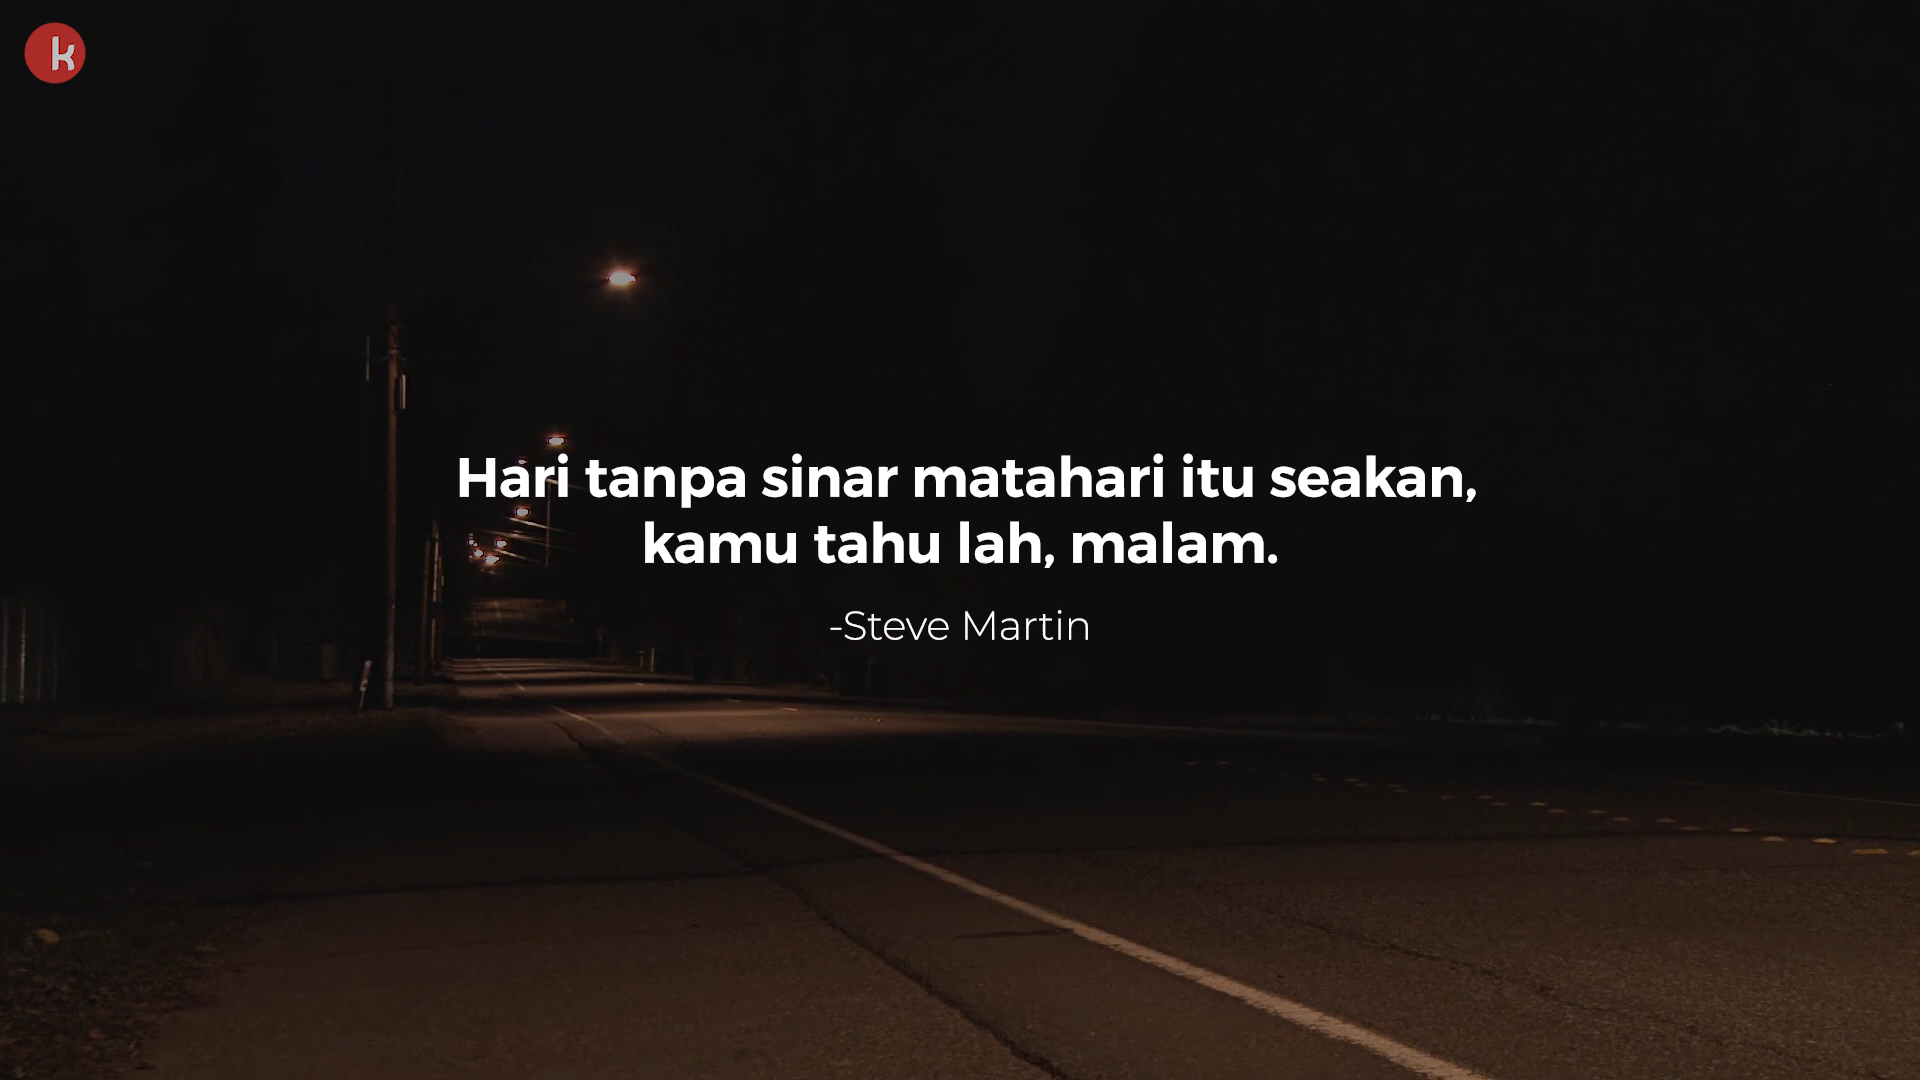 k
Hari tanpa sinar matahari itu seakan,
kamu tahu lah, malam.
-Steve Martin